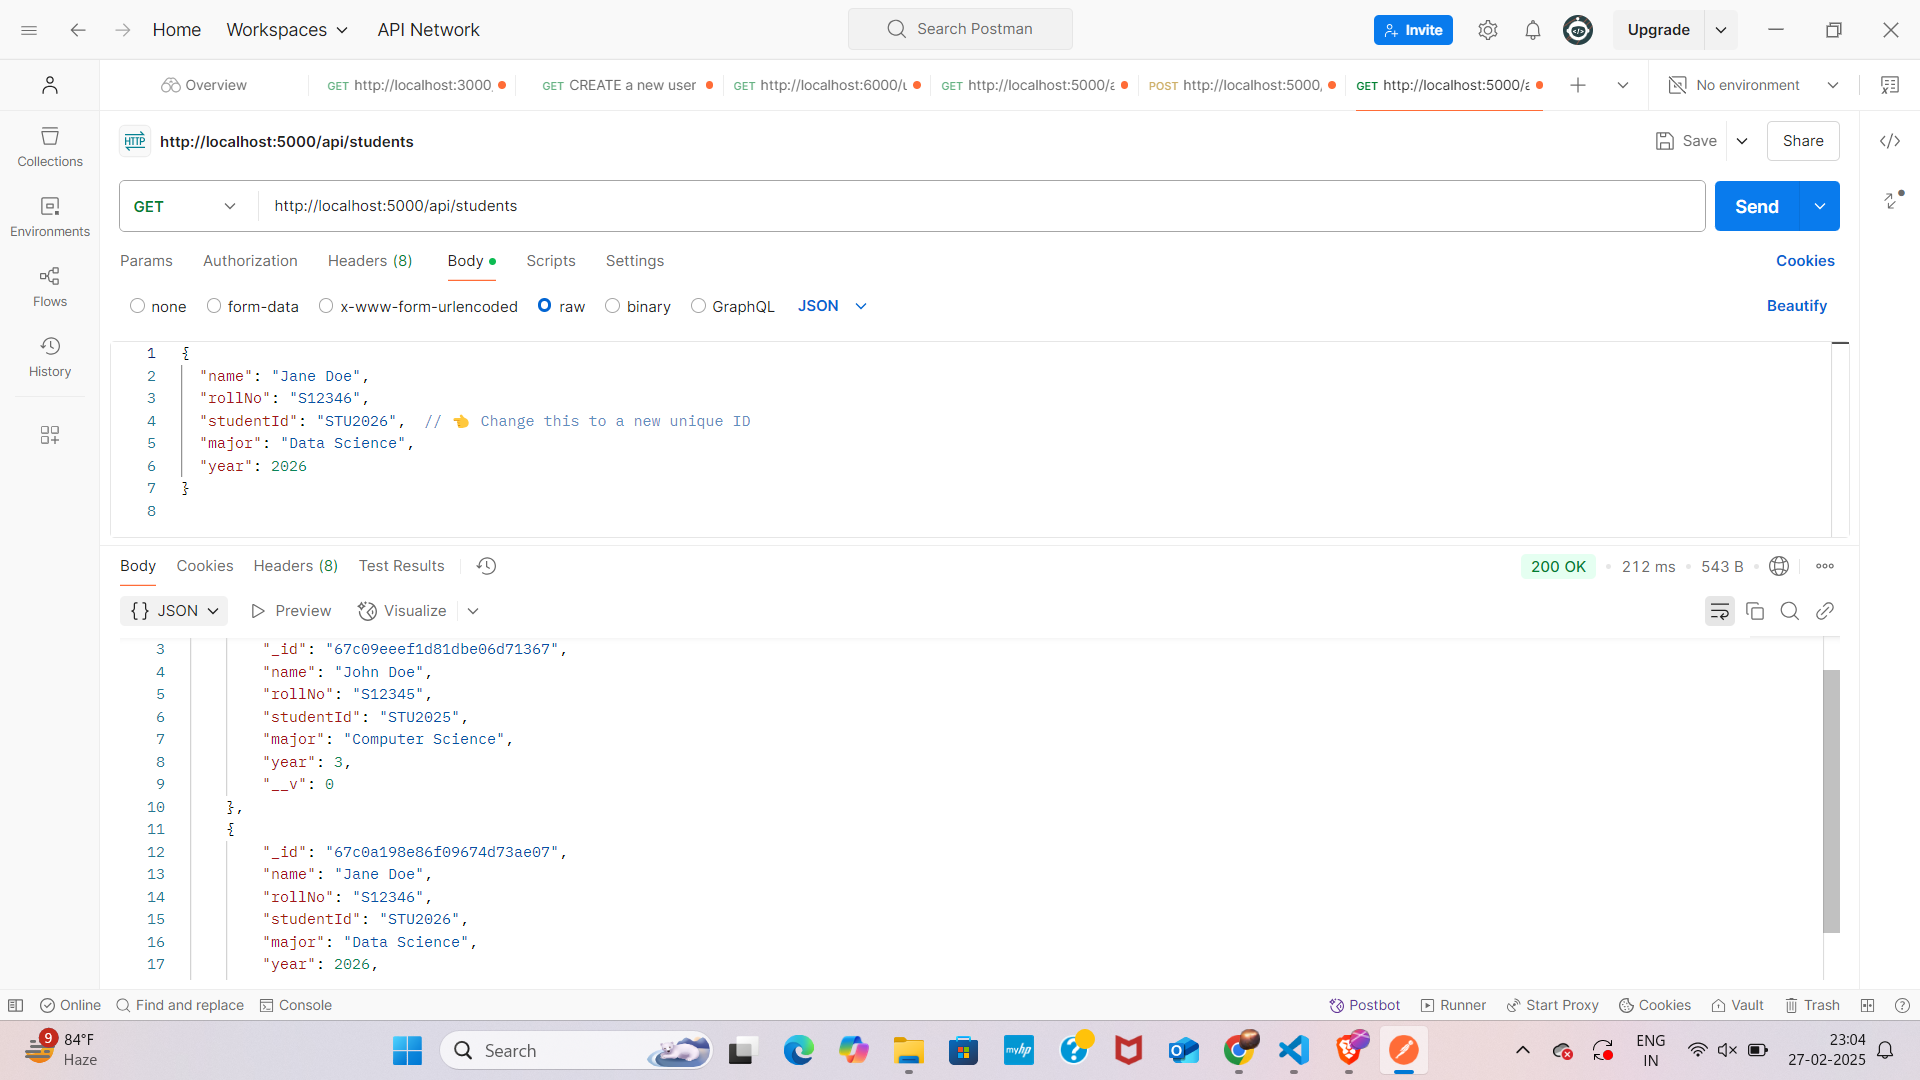 Home Workspaces API Network Search Postman Invite Upgrade
Overview GET http://localhost:3000, GET CREATE a new user GET http://localhost:6000/u GET http://localhost:5000/a POST http://localhost:5000, GET http://localhost:5000/a No environment
HTTP http://localhost:5000/api/students Save Share
Collections
Environments
Flows
History
GET http://localhost:5000/api/students Send
Params Authorization Headers (8) Body Scripts Settings Cookies
none form-data x-www-form-urlencoded raw binary GraphQL JSON Beautify
1 {
2 "name": "Jane Doe",
3 "rollNo": "S12346",
4 "studentId": "STU2026", // 👈 Change this to a new unique ID
5 "major": "Data Science",
6 "year": 2026
7 }
8
Body Cookies Headers (8) Test Results 200 OK 212 ms 543 B
{} JSON Preview Visualize
3 "_id": "67c09eeef1d81dbe06d71367",
4 "name": "John Doe",
5 "rollNo": "S12345",
6 "studentId": "STU2025",
7 "major": "Computer Science",
8 "year": 3,
9 "__v": 0
10 },
11 {
12 "_id": "67c0a198e86f09674d73ae07",
13 "name": "Jane Doe",
14 "rollNo": "S12346",
15 "studentId": "STU2026",
16 "major": "Data Science",
17 "year": 2026,
Online Find and replace Console Postbot Runner Start Proxy Cookies Vault Trash
9 84°F
Haze
Search
myhp
ENG
IN
23:04
27-02-2025